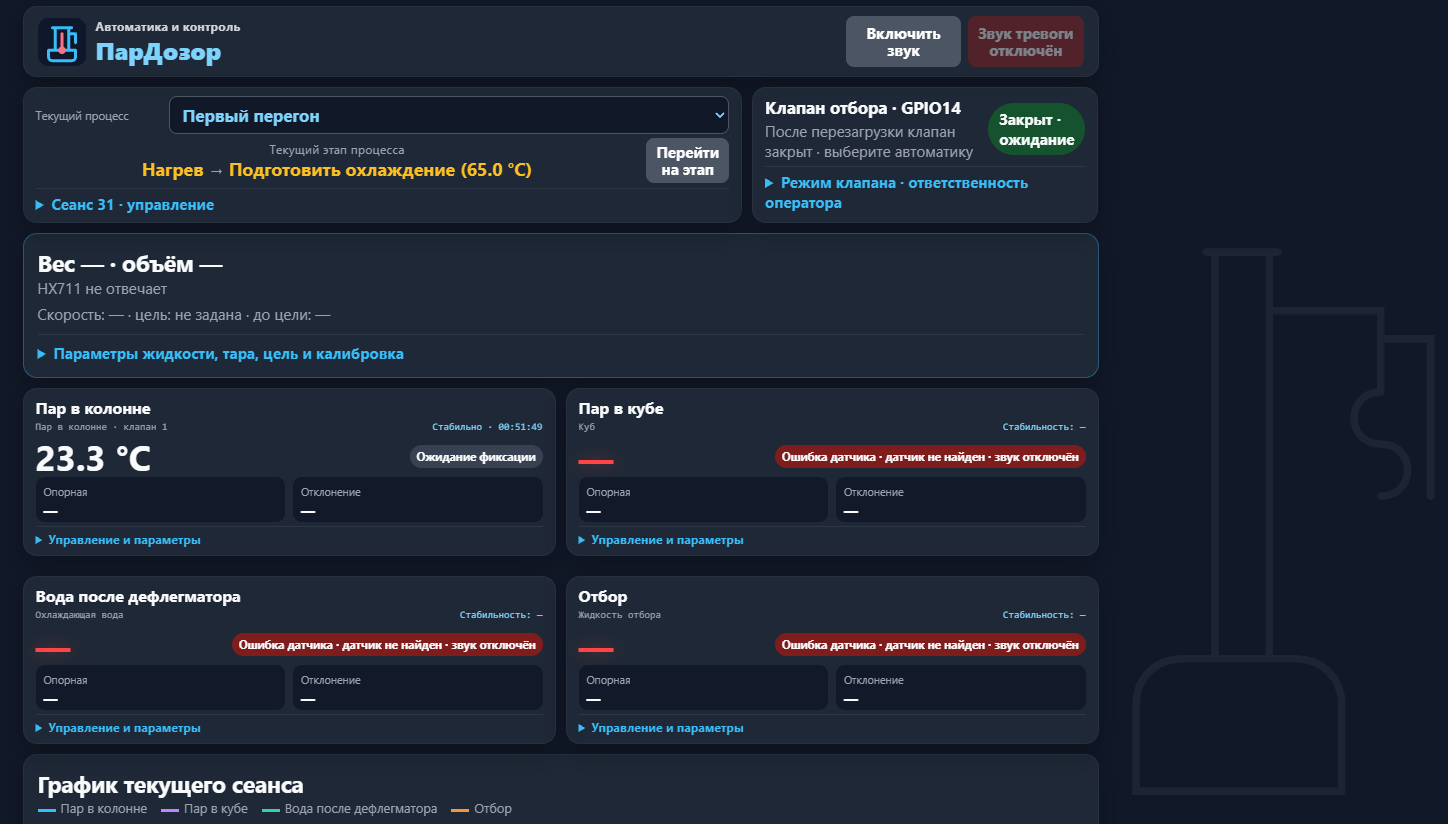 Автоматика и контроль
ПарДозор
Включить
звук
Звук тревоги
отключён
Текущий процесс
Первый перегон
Текущий этап процесса
Нагрев → Подготовить охлаждение (65.0 °C)
Перейти
на этап
▶ Сеанс 31 · управление
Клапан отбора · GPIO14
После перезагрузки клапан
закрыт · выберите автоматику
Закрыт ·
ожидание
▶ Режим клапана · ответственность
оператора
Вес — · объём —
HX711 не отвечает
Скорость: — · цель: не задана · до цели: —
▶ Параметры жидкости, тара, цель и калибровка
Пар в колонне
Пар в колонне · клапан 1
Стабильно · 00:51:49
23.3 °C
Ожидание фиксации
Опорная
—
Отклонение
—
▶ Управление и параметры
Пар в кубе
Куб
Стабильность: —
—
Ошибка датчика · датчик не найден · звук отключён
Опорная
—
Отклонение
—
▶ Управление и параметры
Вода после дефлегматора
Охлаждающая вода
Стабильность: —
—
Ошибка датчика · датчик не найден · звук отключён
Опорная
—
Отклонение
—
▶ Управление и параметры
Отбор
Жидкость отбора
Стабильность: —
—
Ошибка датчика · датчик не найден · звук отключён
Опорная
—
Отклонение
—
▶ Управление и параметры
График текущего сеанса
Пар в колонне Пар в кубе Вода после дефлегматора Отбор